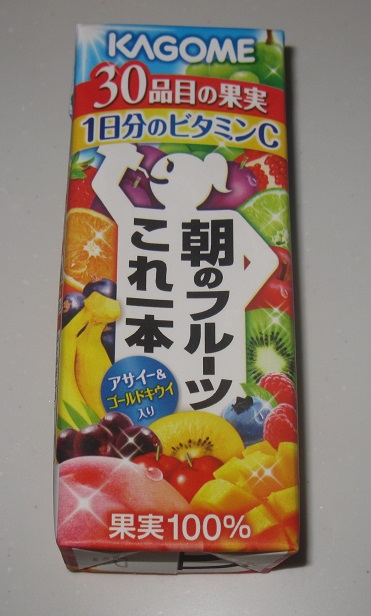 KAGOME
30品目の果実
1日分のビタミンC
朝のフルーツ
これ一本
アサイー&
ゴールドキウイ
入り
果実100%